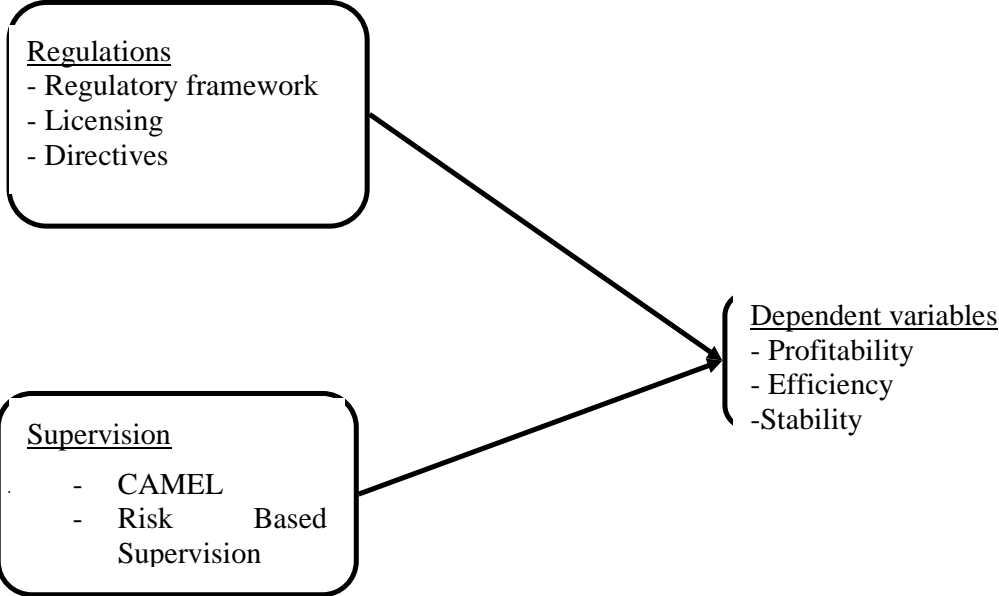 Regulations
- Regulatory framework
- Licensing
- Directives
Dependent variables
- Profitability
- Efficiency
-Stability
Supervision
- CAMEL
- Risk Based
Supervision